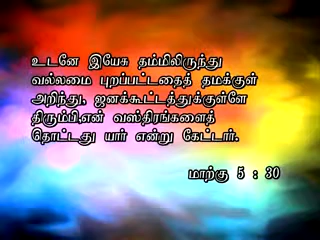 உடனே இயேசு தம்மிலிருந்து
வல்லமை புறப்பட்டதைத் தமக்குள்
அறிந்து, ஜனக்கூட்டத்துக்குள்ளே
திரும்பி,என் வஸ்திரங்களைத்
தொட்டது யார் என்று கேட்டார்.
மாற்கு 5 : 30